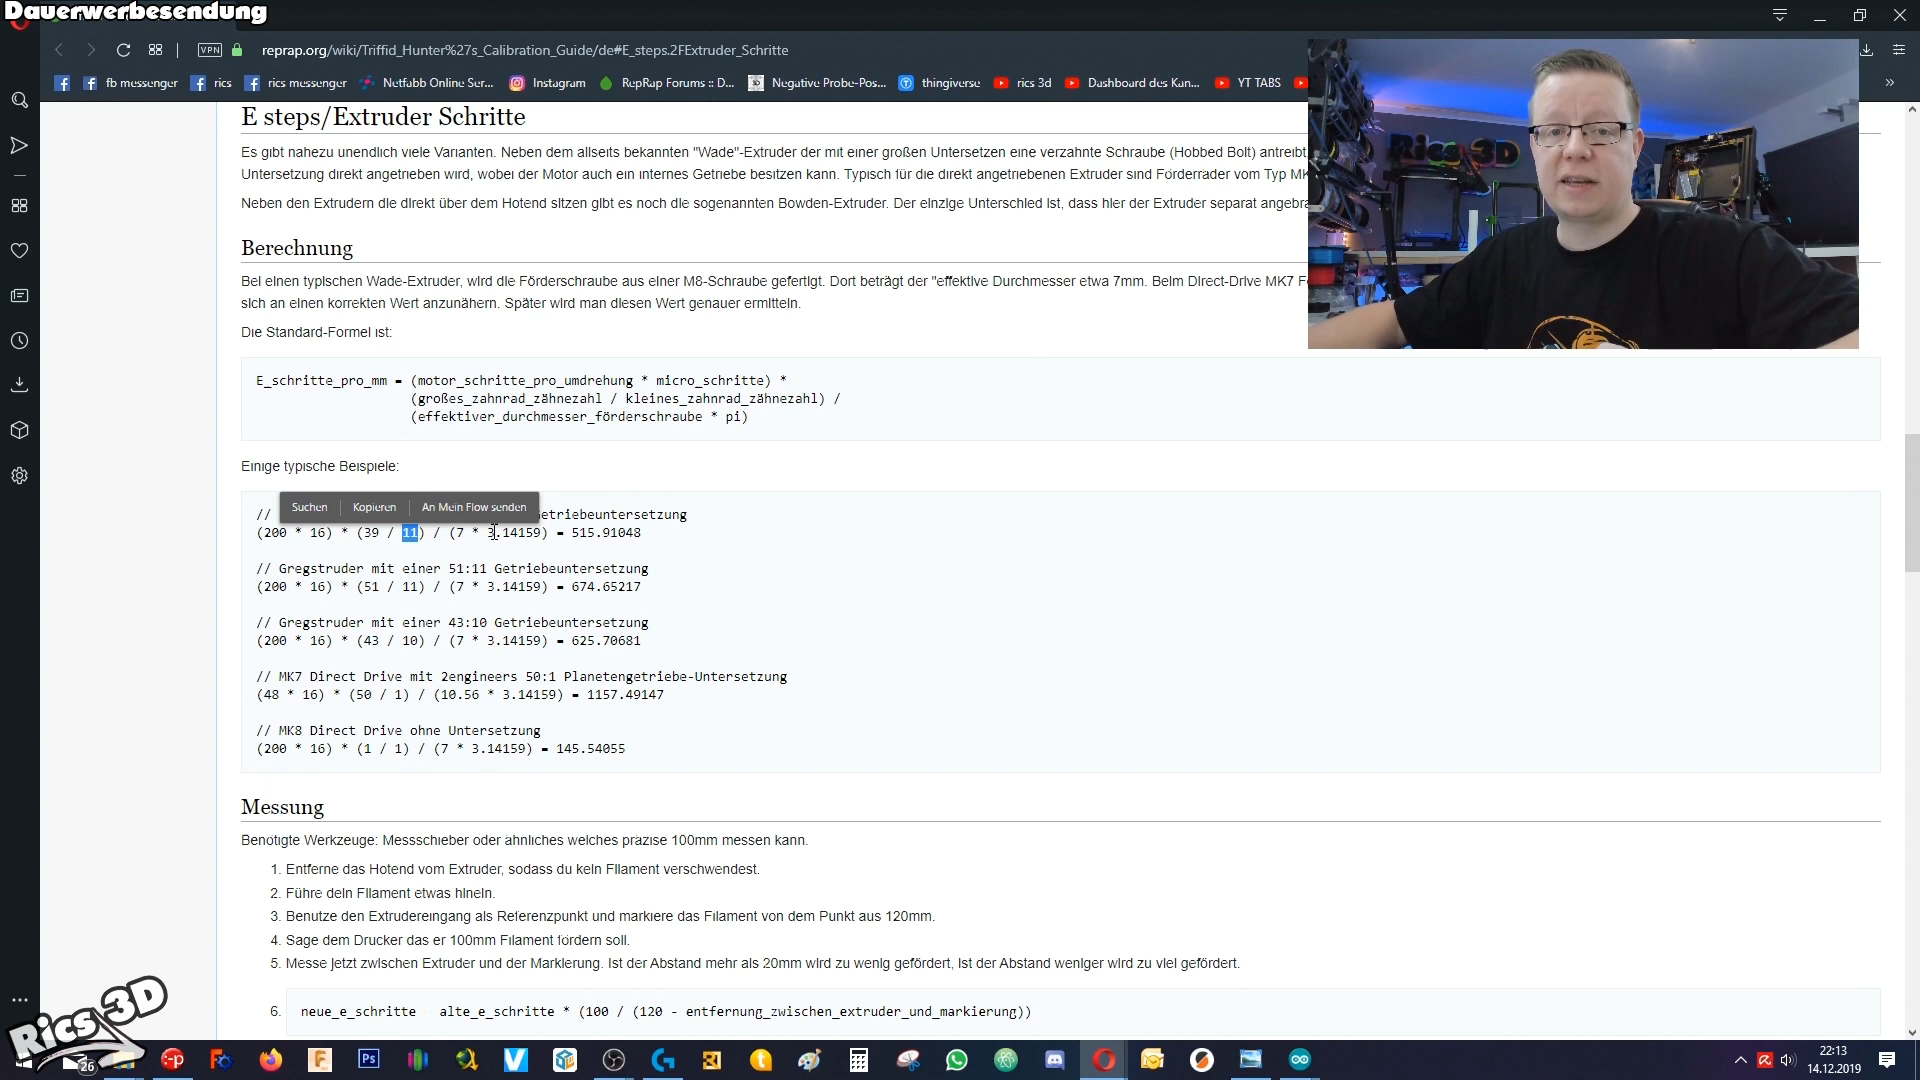 Dauerwerbesendung
VPN
reprap.org/wiki/Triffid_Hunter%27s_Calibration_Guide/de#E_steps.2FExtruder_Schritte
fb messenger
rics
rics messenger
Netfabb Online Ser...
Instagram
RepRap Forums :: D...
Negative Probe-Pos...
thingiverse
rics 3d
Dashboard des Kan...
YT TABS
»
E steps/Extruder Schritte
Es gibt nahezu unendlich viele Varianten. Neben dem allseits bekannten "Wade"-Extruder der mit einer großen Untersetzen eine verzahnte Schraube (Hobbed Bolt) antreibt
Untersetzung direkt angetrieben wird, wobei der Motor auch ein internes Getriebe besitzen kann. Typisch für die direkt angetriebenen Extruder sind Förderräder vom Typ MK
Neben den Extrudern die direkt über dem Hotend sitzen gibt es noch die sogenannten Bowden-Extruder. Der einzige Unterschied ist, dass hier der Extruder separat angebra
Rics 3D
Berechnung
Bei einen typischen Wade-Extruder, wird die Förderschraube aus einer M8-Schraube gefertigt. Dort beträgt der "effektive Durchmesser etwa 7mm. Beim Direct-Drive MK7 F
sich an einen korrekten Wert anzunähern. Später wird man diesen Wert genauer ermitteln.
Die Standard-Formel ist:
E_schritte_pro_mm = (motor_schritte_pro_umdrehung * micro_schritte) *
(großes_zahnrad_zähnezahl / kleines_zahnrad_zähnezahl) /
(effektiver_durchmesser_förderschraube * pi)
Einige typische Beispiele:
Suchen Kopieren An Mein Flow senden
// etriebeuntersetzung
(200 * 16) * (39 / 11) / (7 * 3.14159) = 515.91048
// Gregstruder mit einer 51:11 Getriebeuntersetzung
(200 * 16) * (51 / 11) / (7 * 3.14159) = 674.65217
// Gregstruder mit einer 43:10 Getriebeuntersetzung
(200 * 16) * (43 / 10) / (7 * 3.14159) = 625.70681
// MK7 Direct Drive mit 2engineers 50:1 Planetengetriebe-Untersetzung
(48 * 16) * (50 / 1) / (10.56 * 3.14159) = 1157.49147
// MK8 Direct Drive ohne Untersetzung
(200 * 16) * (1 / 1) / (7 * 3.14159) = 145.54055
Messung
Benötigte Werkzeuge: Messschieber oder ähnliches welches präzise 100mm messen kann.
1. Entferne das Hotend vom Extruder, sodass du kein Filament verschwendest.
2. Führe dein Filament etwas hinein.
3. Benutze den Extrudereingang als Referenzpunkt und markiere das Filament von dem Punkt aus 120mm.
4. Sage dem Drucker das er 100mm Filament fördern soll.
5. Messe jetzt zwischen Extruder und der Markierung. Ist der Abstand mehr als 20mm wird zu wenig gefördert, ist der Abstand weniger wird zu viel gefördert.
6. neue_e_schritte alte_e_schritte * (100 / (120 - entfernung_zwischen_extruder_und_markierung))
Rics 3D
26
Ps
22:13
14.12.2019